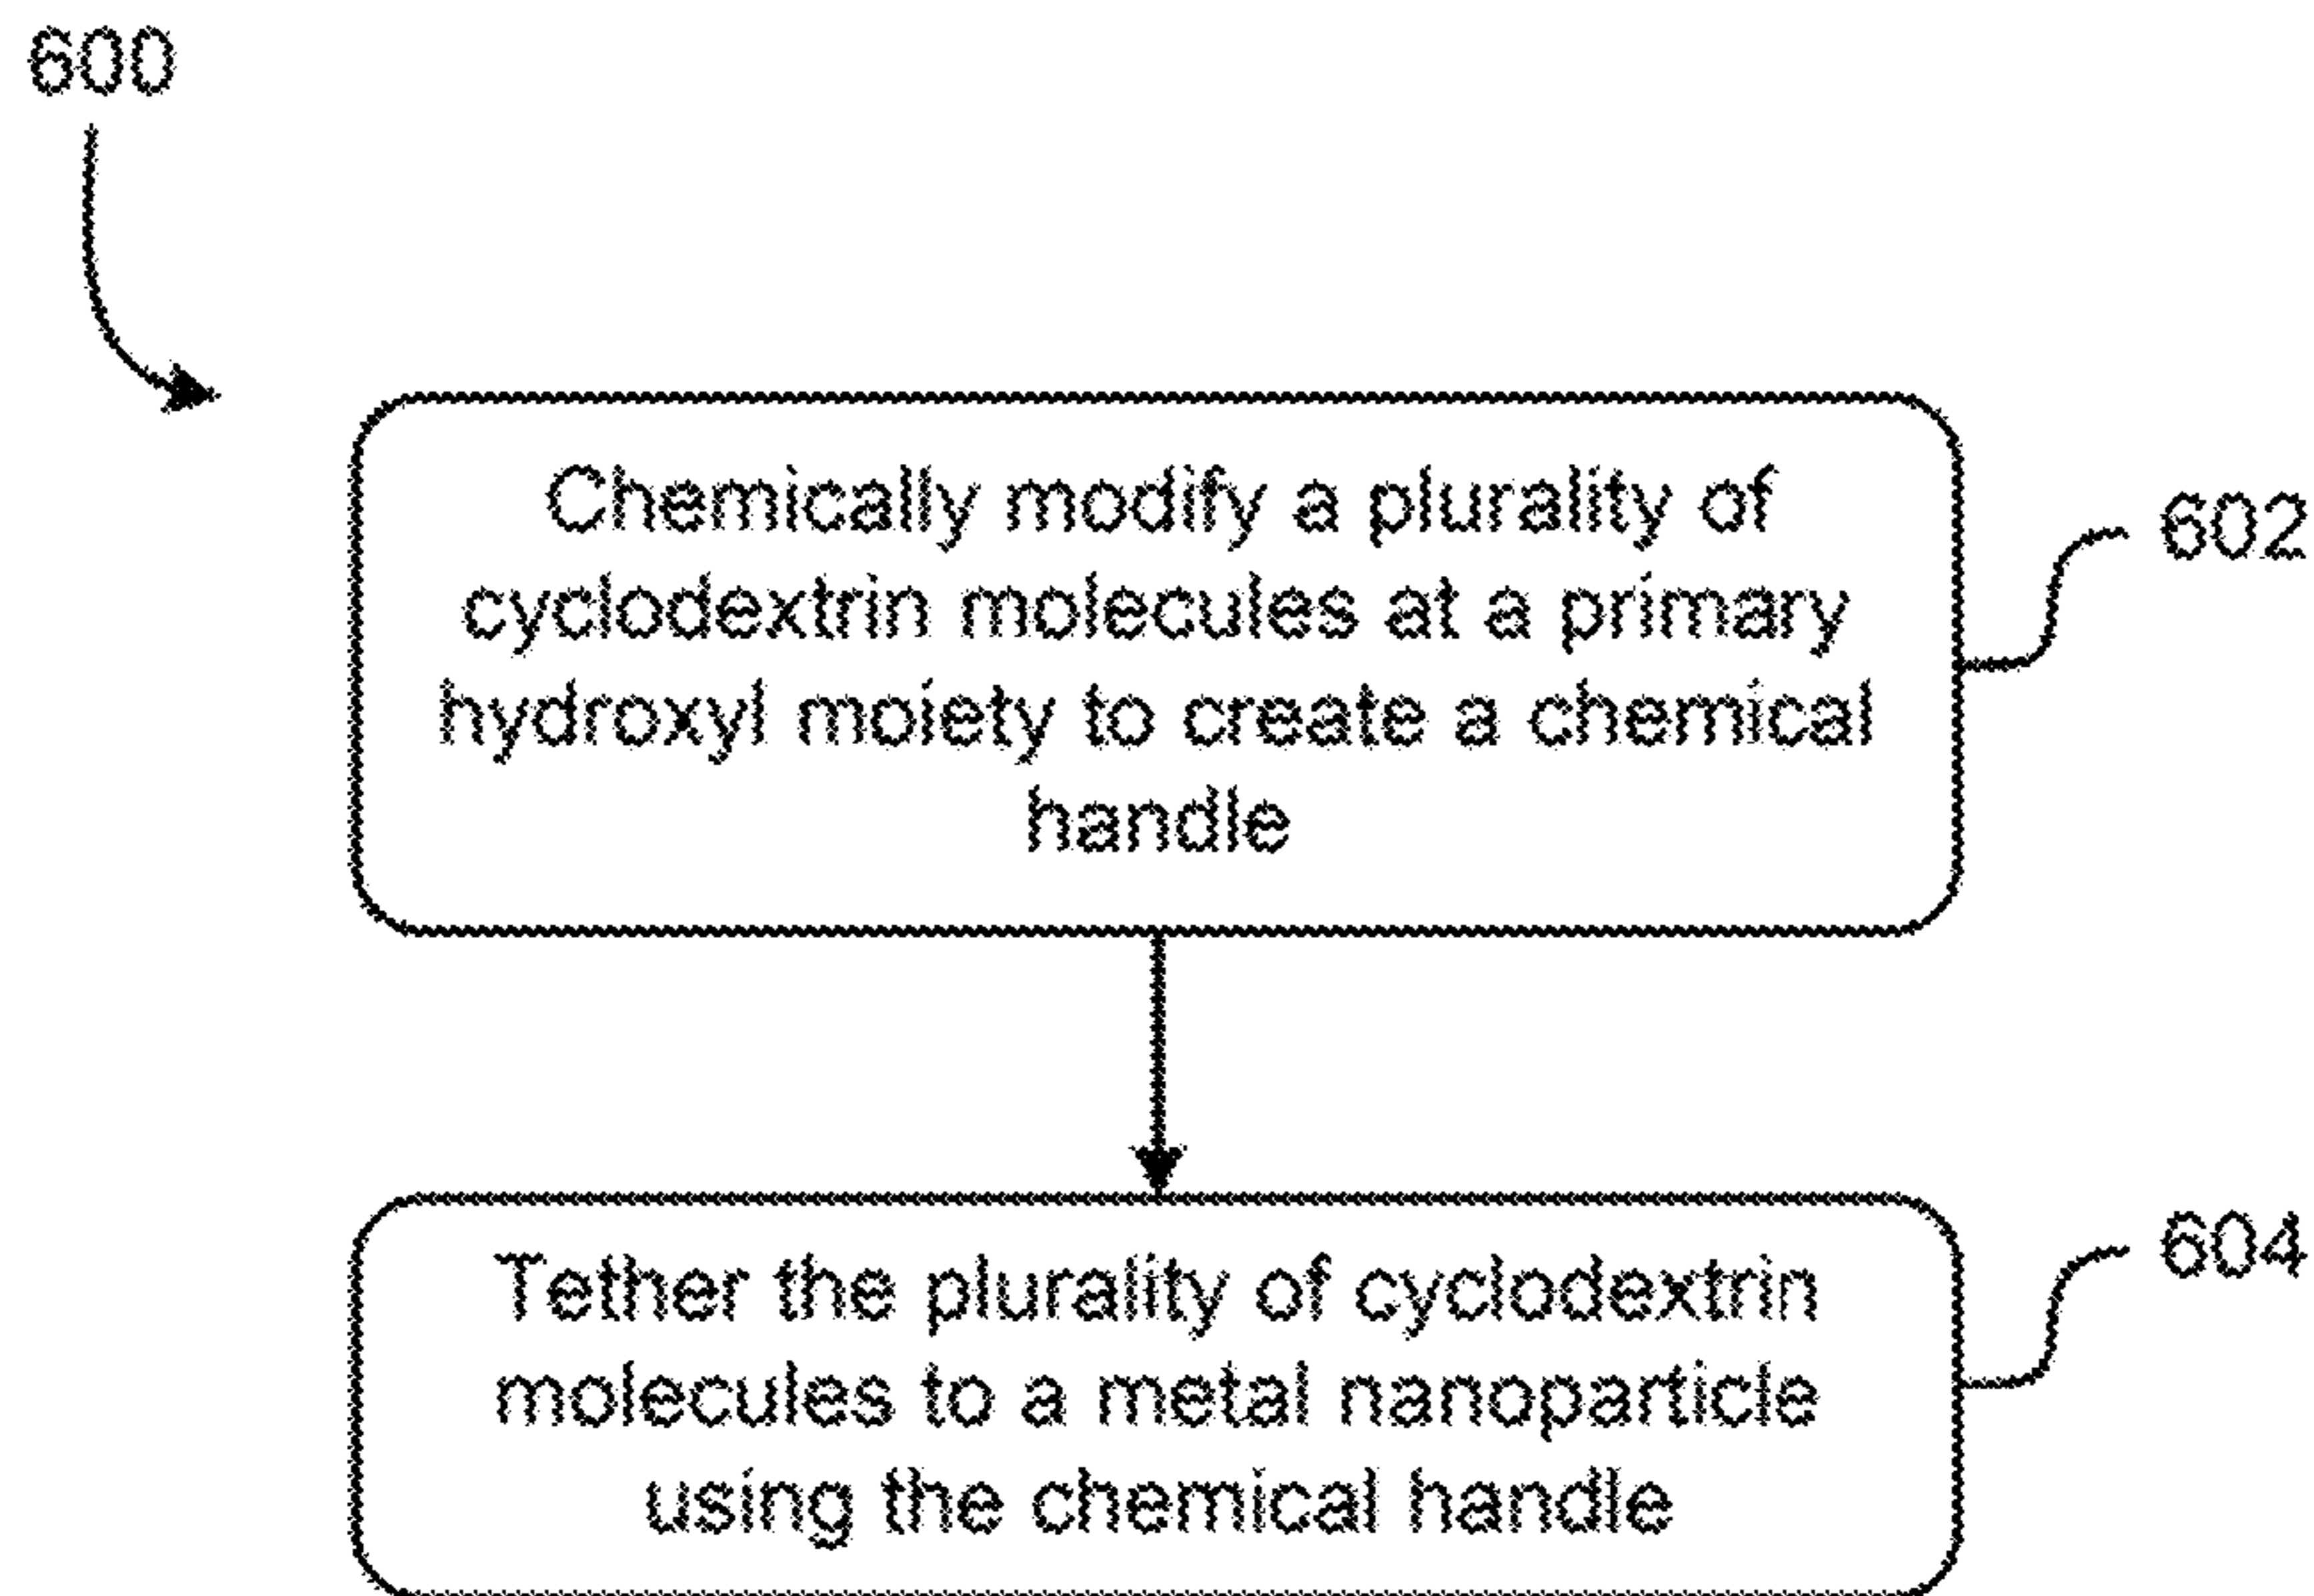 600
Chemically modify a plurality of
cyclodextrin molecules at a primary
hydroxyl moiety to create a chemical
handle
602
Tether the plurality of cyclodextrin
molecules to a metal nanoparticle
using the chemical handle
604